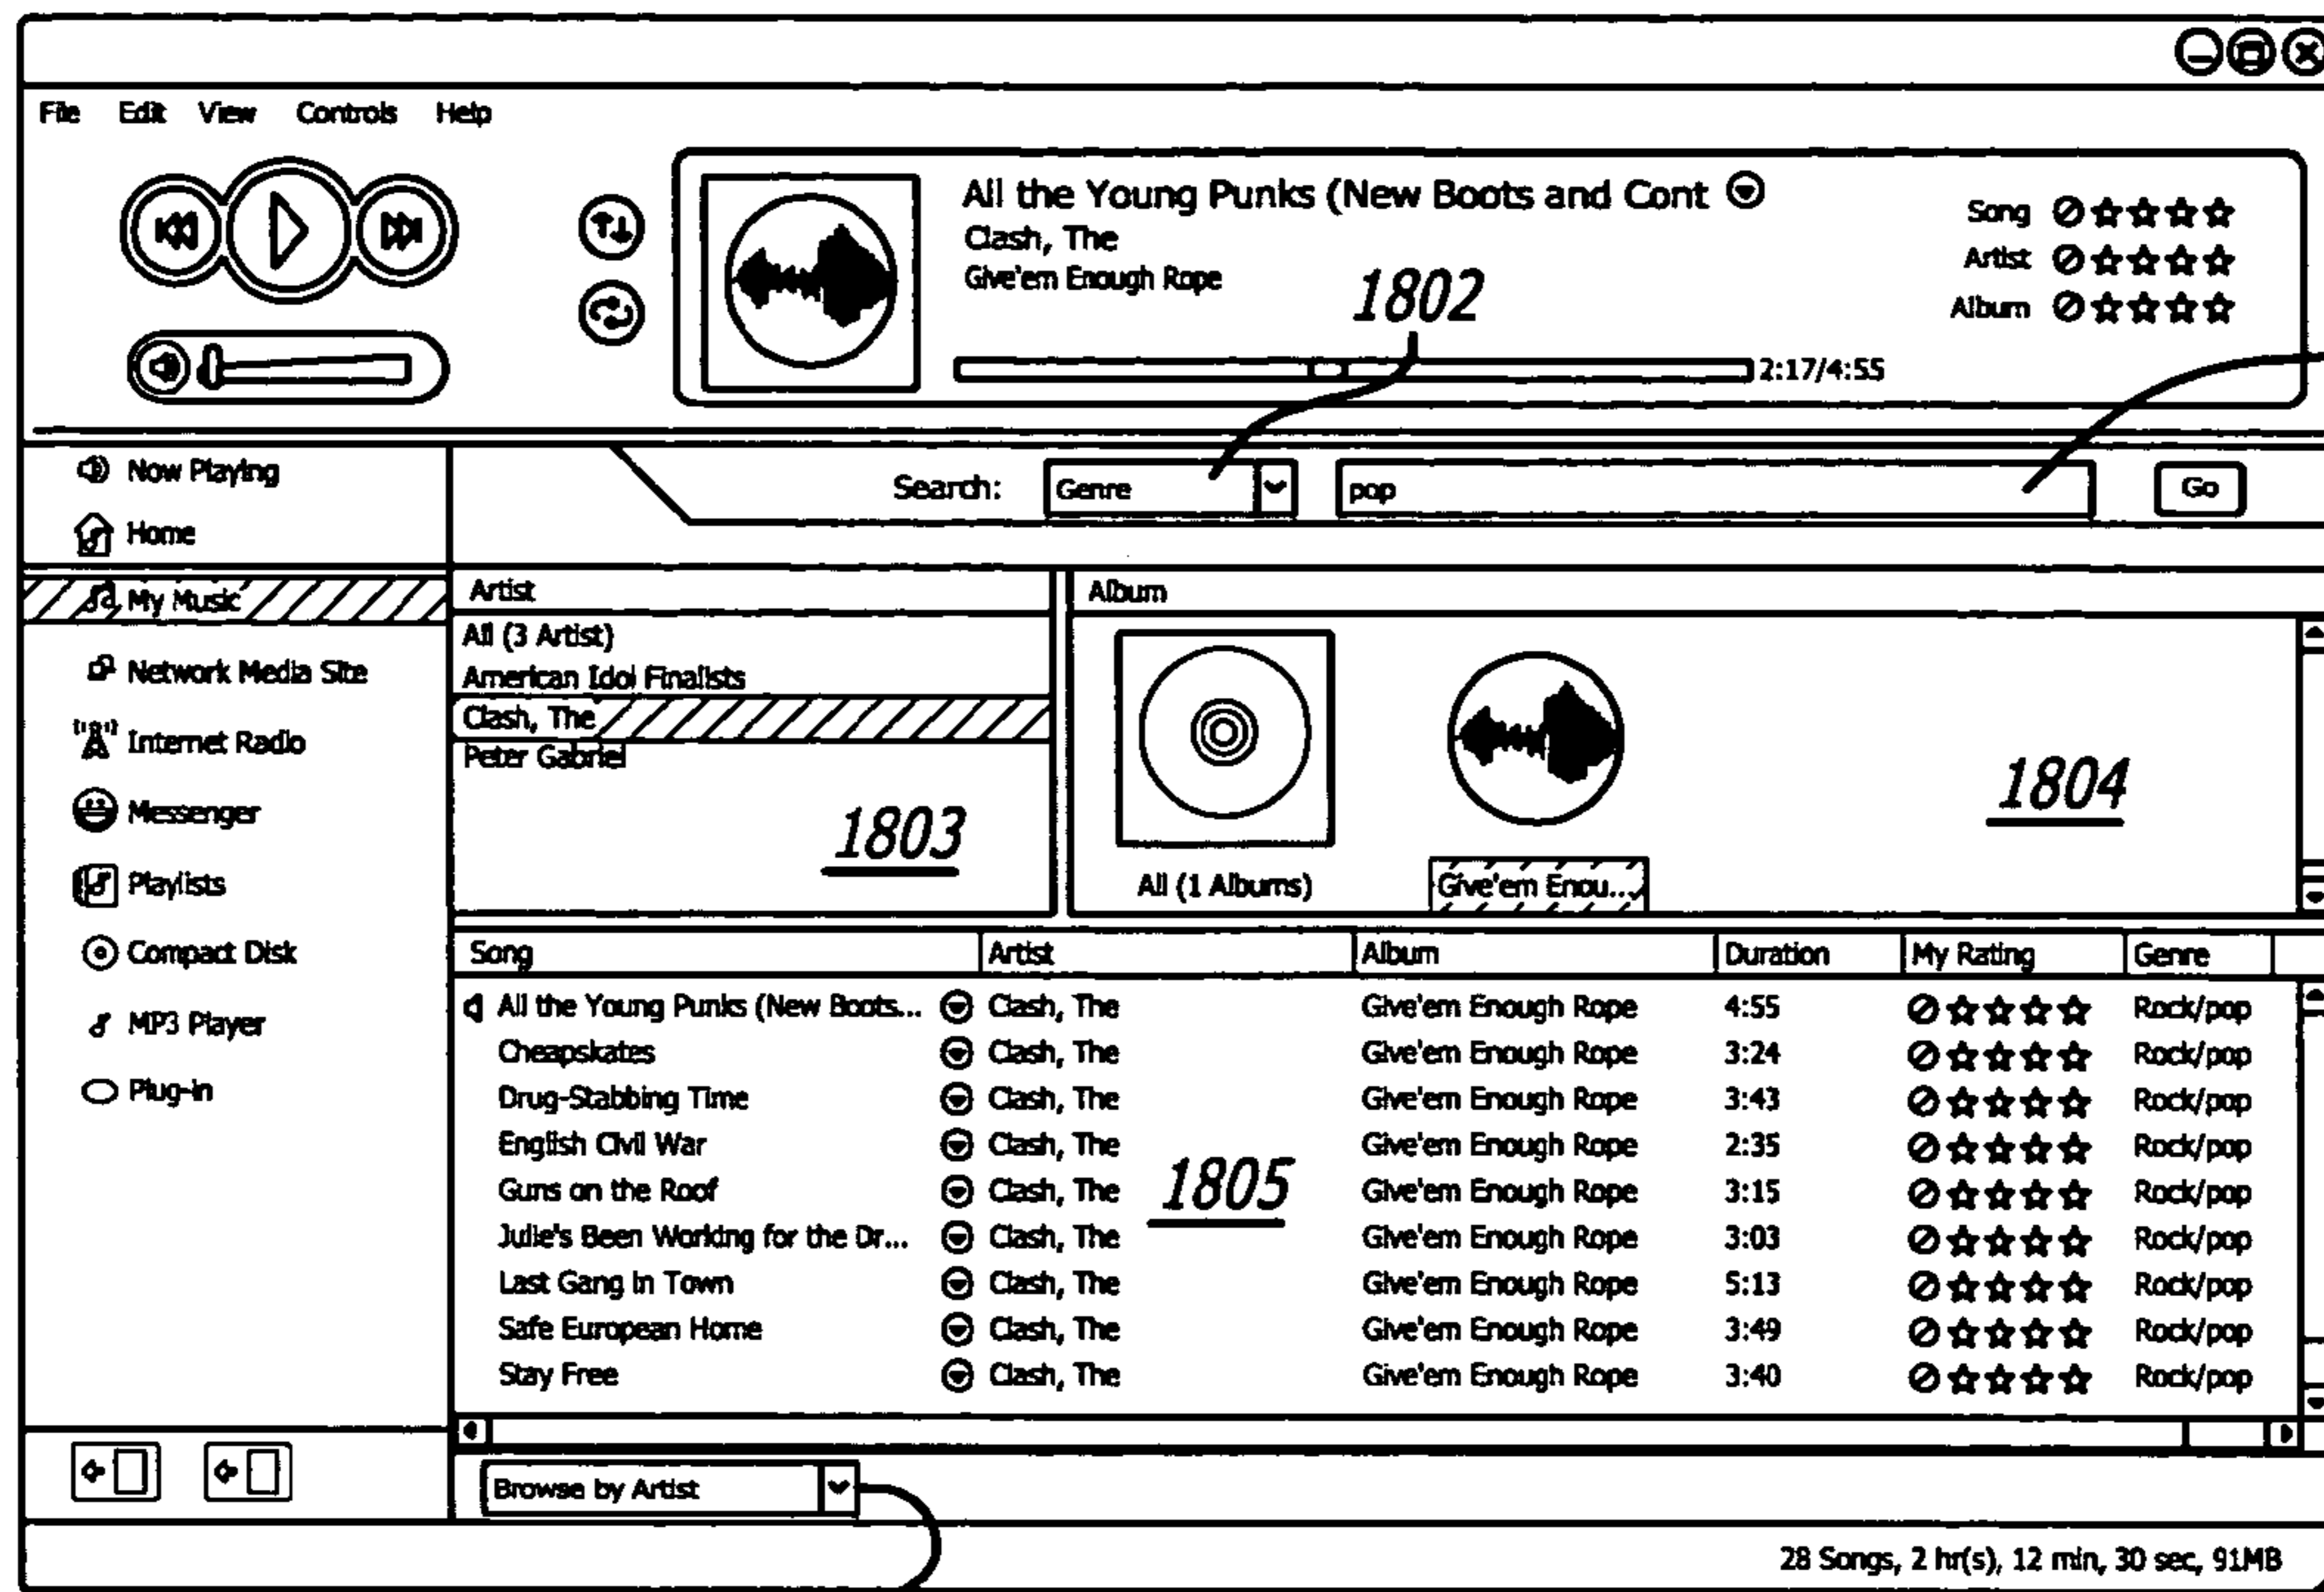 File Edit View Controls Help
All the Young Punks (New Boots and Cont
Clash, The
Give'em Enough Rope
1802
Song
Artist
Album
2:17/4:55
Now Playing
Home
Search: Genre pop Go
My Music
Network Media Site
Internet Radio
Messenger
Playlists
Compact Disk
MP3 Player
Plug-in
Artist
All (3 Artist)
American Idol Finalists
Clash, The
Peter Gabriel
1803
Album
All (1 Albums) Give'em Enou...
1804
Song Artist Album Duration My Rating Genre
All the Young Punks (New Boots... Clash, The Give'em Enough Rope 4:55 Rock/pop
Cheapskates Clash, The Give'em Enough Rope 3:24 Rock/pop
Drug-Stabbing Time Clash, The Give'em Enough Rope 3:43 Rock/pop
English Civil War Clash, The Give'em Enough Rope 2:35 Rock/pop
Guns on the Roof Clash, The 1805 Give'em Enough Rope 3:15 Rock/pop
Julie's Been Working for the Dr... Clash, The Give'em Enough Rope 3:03 Rock/pop
Last Gang in Town Clash, The Give'em Enough Rope 5:13 Rock/pop
Safe European Home Clash, The Give'em Enough Rope 3:49 Rock/pop
Stay Free Clash, The Give'em Enough Rope 3:40 Rock/pop
Browse by Artist
28 Songs, 2 hr(s), 12 min, 30 sec, 91MB